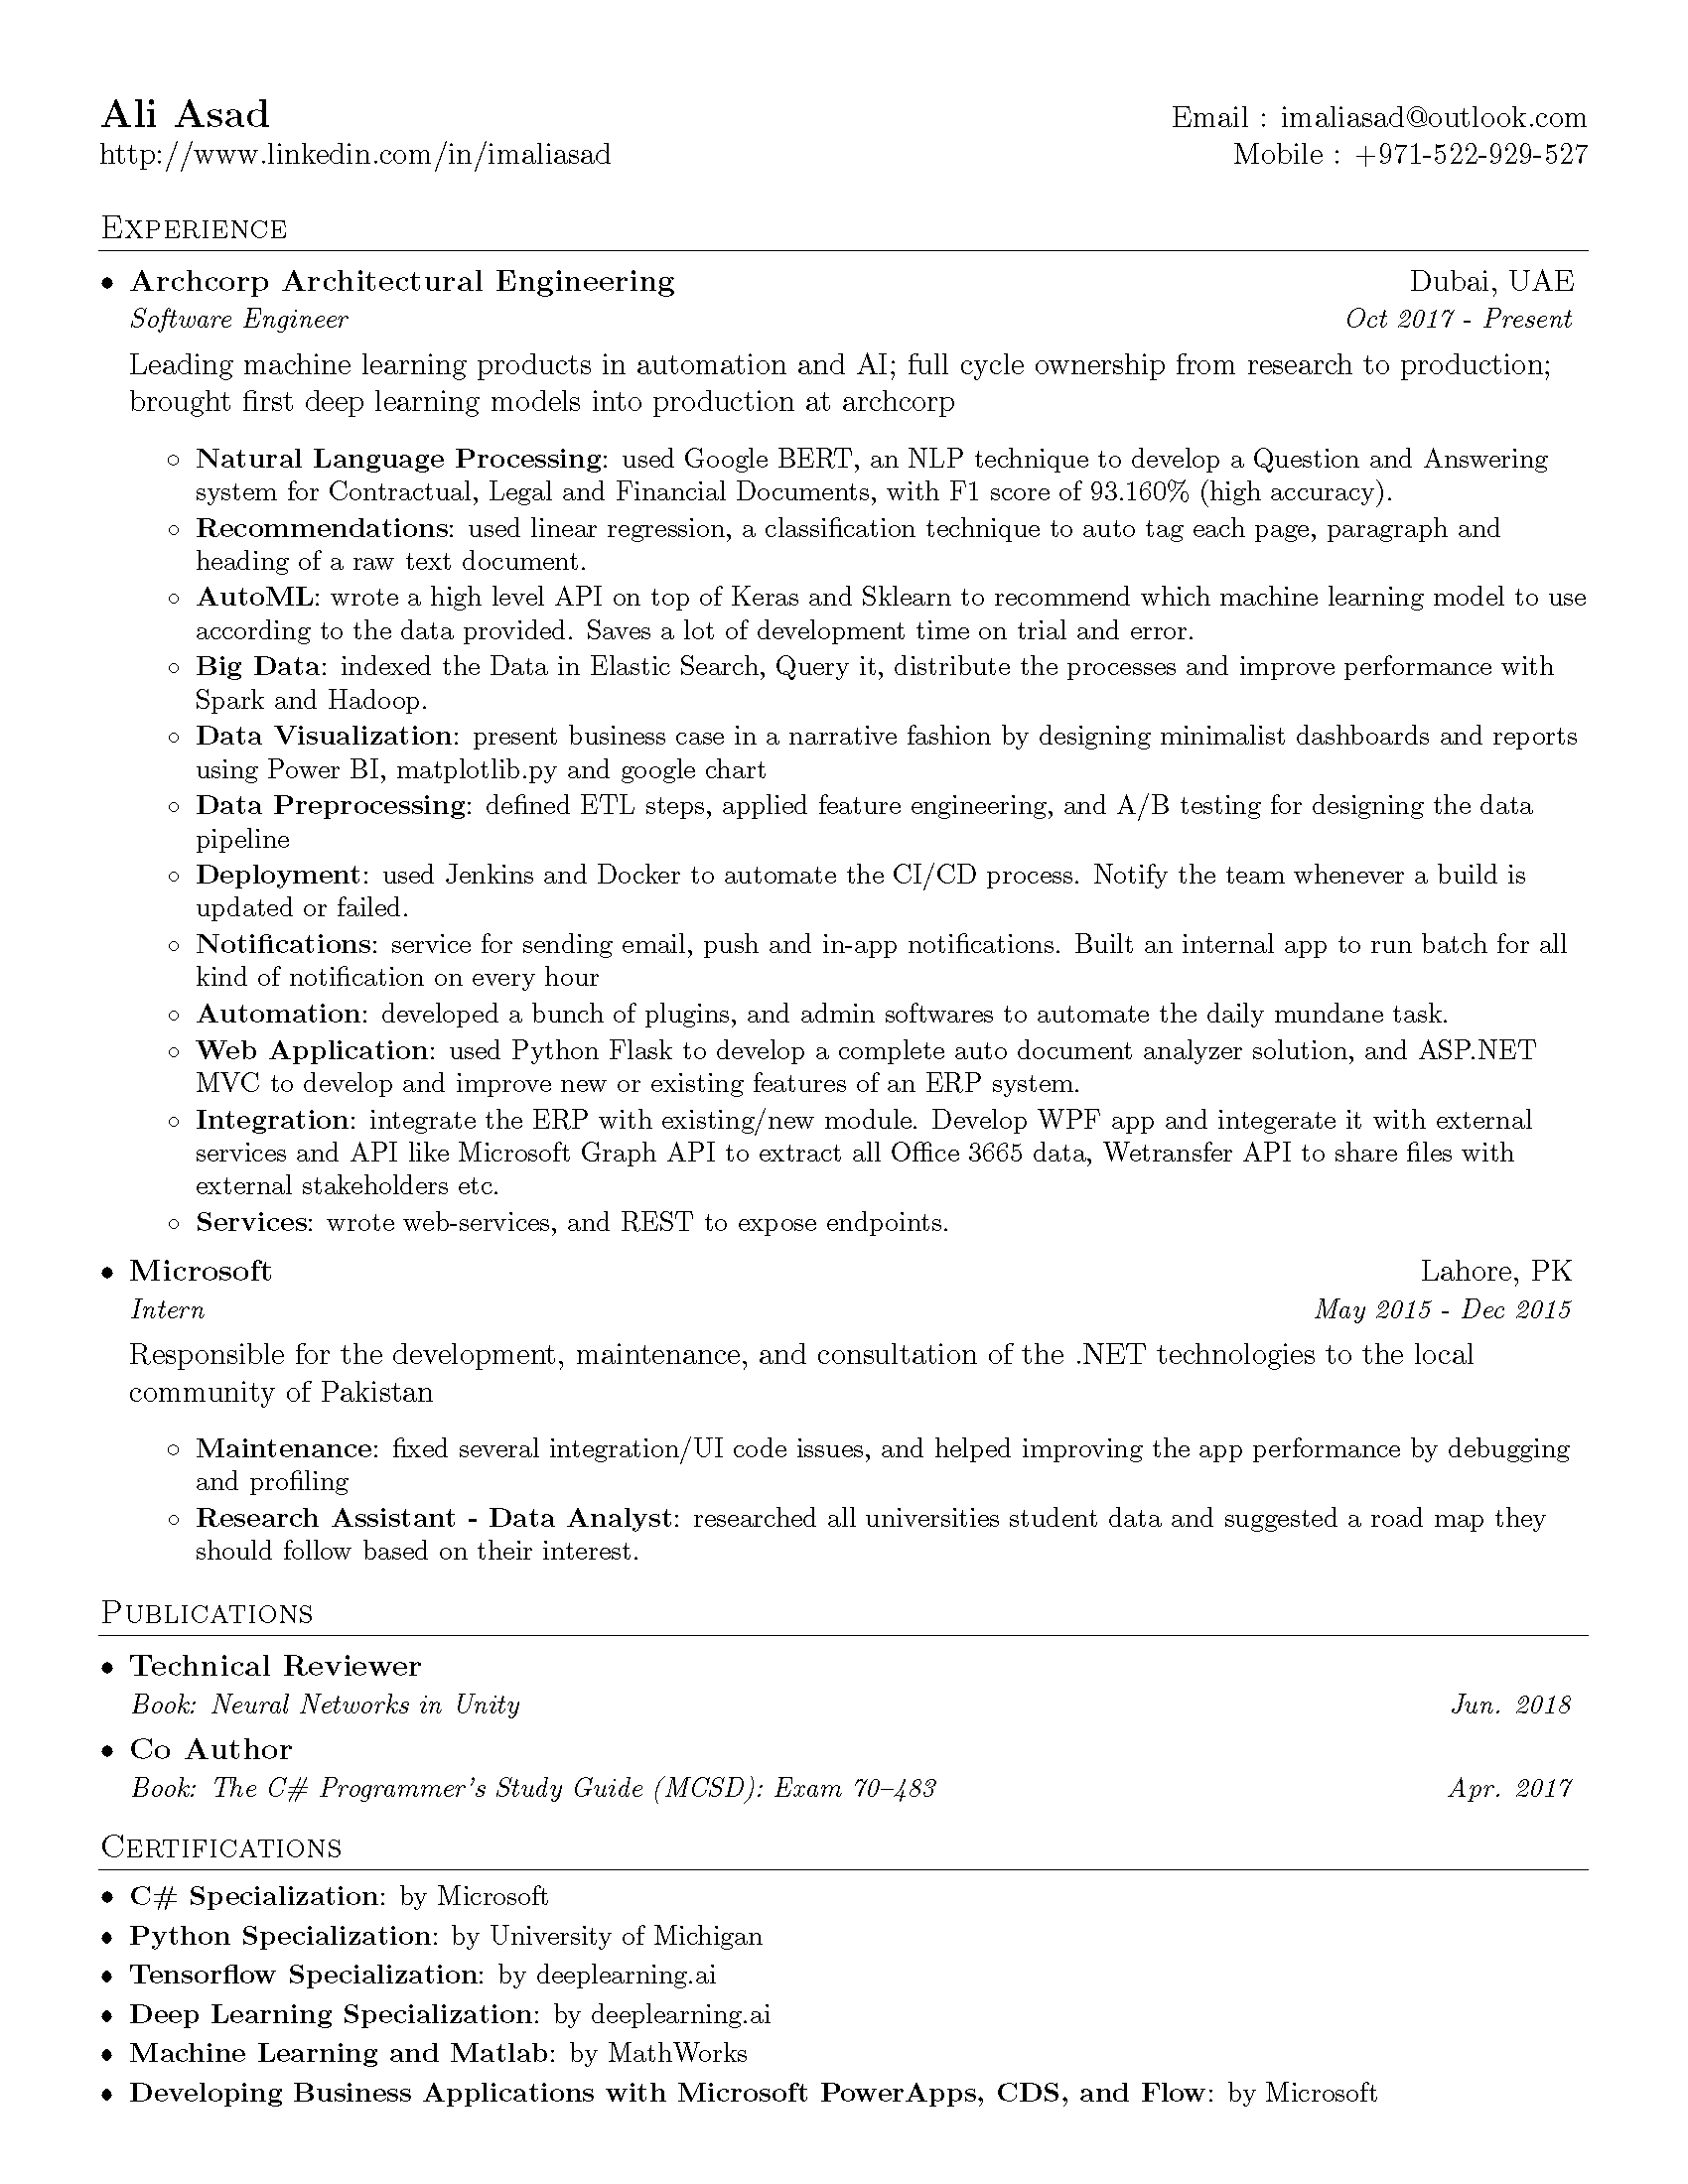 Ali Asad Email : imaliasad@outlook.com
http://www.linkedin.com/in/imaliasad Mobile : +971-522-929-527
Experience
• Archcorp Architectural Engineering Dubai, UAE
Software Engineer Oct 2017 - Present
Leading machine learning products in automation and AI; full cycle ownership from research to production;
brought first deep learning models into production at archcorp
◦ Natural Language Processing: used Google BERT, an NLP technique to develop a Question and Answering
system for Contractual, Legal and Financial Documents, with F1 score of 93.160% (high accuracy).
◦ Recommendations: used linear regression, a classification technique to auto tag each page, paragraph and
heading of a raw text document.
◦ AutoML: wrote a high level API on top of Keras and Sklearn to recommend which machine learning model to use
according to the data provided. Saves a lot of development time on trial and error.
◦ Big Data: indexed the Data in Elastic Search, Query it, distribute the processes and improve performance with
Spark and Hadoop.
◦ Data Visualization: present business case in a narrative fashion by designing minimalist dashboards and reports
using Power BI, matplotlib.py and google chart
◦ Data Preprocessing: defined ETL steps, applied feature engineering, and A/B testing for designing the data
pipeline
◦ Deployment: used Jenkins and Docker to automate the CI/CD process. Notify the team whenever a build is
updated or failed.
◦ Notifications: service for sending email, push and in-app notifications. Built an internal app to run batch for all
kind of notification on every hour
◦ Automation: developed a bunch of plugins, and admin softwares to automate the daily mundane task.
◦ Web Application: used Python Flask to develop a complete auto document analyzer solution, and ASP.NET
MVC to develop and improve new or existing features of an ERP system.
◦ Integration: integrate the ERP with existing/new module. Develop WPF app and integerate it with external
services and API like Microsoft Graph API to extract all Office 3665 data, Wetransfer API to share files with
external stakeholders etc.
◦ Services: wrote web-services, and REST to expose endpoints.
• Microsoft Lahore, PK
Intern May 2015 - Dec 2015
Responsible for the development, maintenance, and consultation of the .NET technologies to the local
community of Pakistan
◦ Maintenance: fixed several integration/UI code issues, and helped improving the app performance by debugging
and profiling
◦ Research Assistant - Data Analyst: researched all universities student data and suggested a road map they
should follow based on their interest.
Publications
• Technical Reviewer
Book: Neural Networks in Unity Jun. 2018
• Co Author
Book: The C# Programmer's Study Guide (MCSD): Exam 70–483 Apr. 2017
Certifications
• C# Specialization: by Microsoft
• Python Specialization: by University of Michigan
• Tensorflow Specialization: by deeplearning.ai
• Deep Learning Specialization: by deeplearning.ai
• Machine Learning and Matlab: by MathWorks
• Developing Business Applications with Microsoft PowerApps, CDS, and Flow: by Microsoft